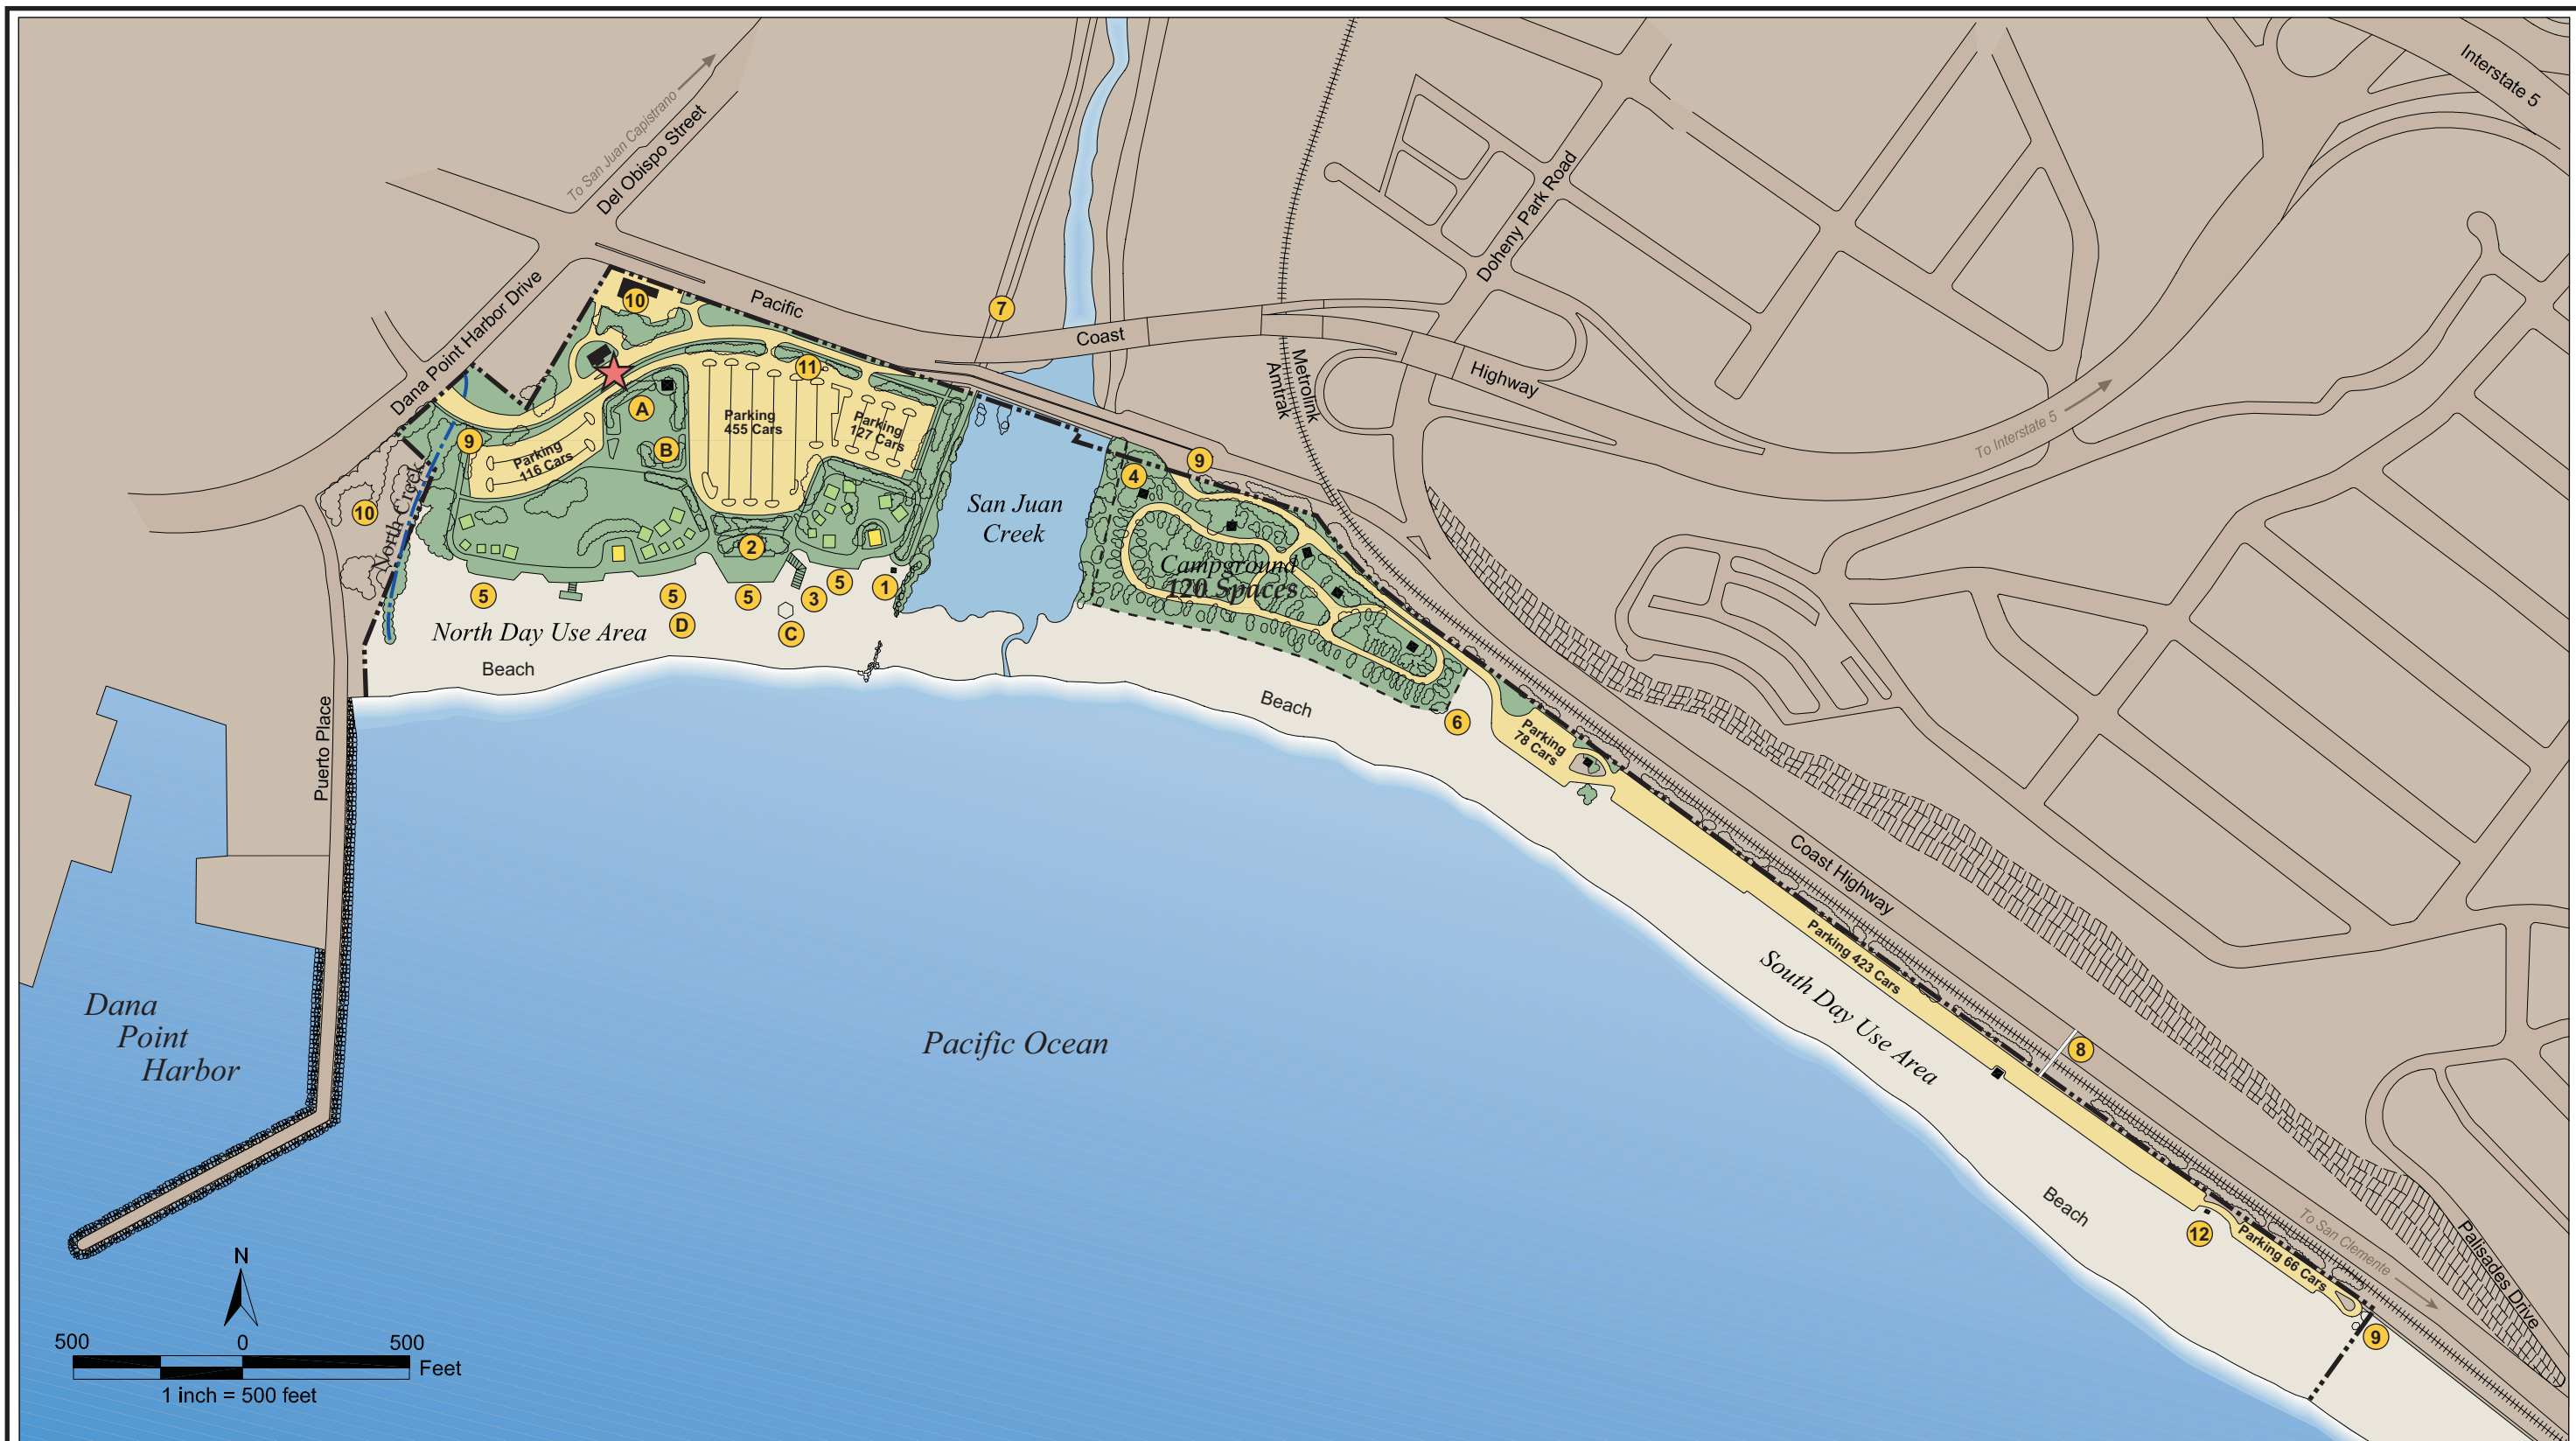 Interstate 5
To San Juan Capistrano
Del Obispo Street
Doheny Park Road
Dana Point Harbor Drive
10
Pacific
7
Coast
Metrolink
Amtrak
Highway
To Interstate 5
11
A
Parking
455 Cars
Parking
127 Cars
9
B
Parking
116 Cars
9
4
10
North Creek
San Juan
Creek
2
Campground
120 Spaces
5
5
5
3
5
1
D
C
North Day Use Area
Beach
Beach
6
Parking
78 Cars
Puerto Place
Coast Highway
Parking 423 Cars
South Day Use Area
8
Dana
Point
Harbor
Pacific Ocean
Beach
12
To San Clemente
Parking 66 Cars
Palisades Drive
9
N
500
0
500
Feet
1 inch = 500 feet